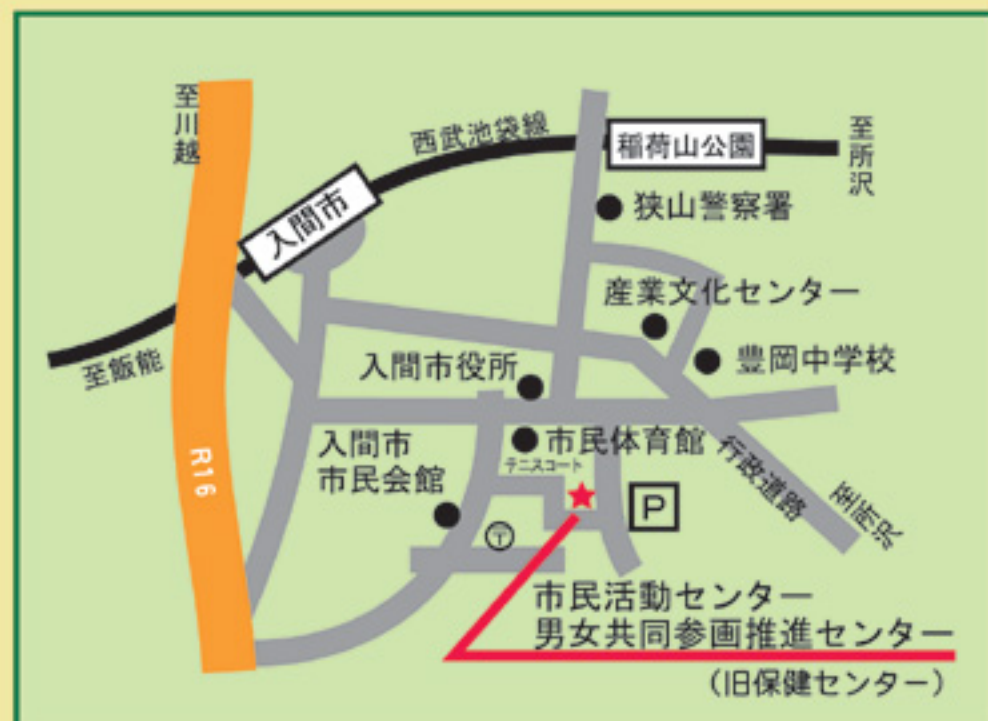 至川越
西武池袋線
稲荷山公園
至所沢
入間市
狭山警察署
産業文化センター
至飯能
入間市役所
豊岡中学校
入間市
市民会館
市民体育館
テニスコート
行政道路
至所沢
R16
P
〒
市民活動センター
男女共同参画推進センター
（旧保健センター）